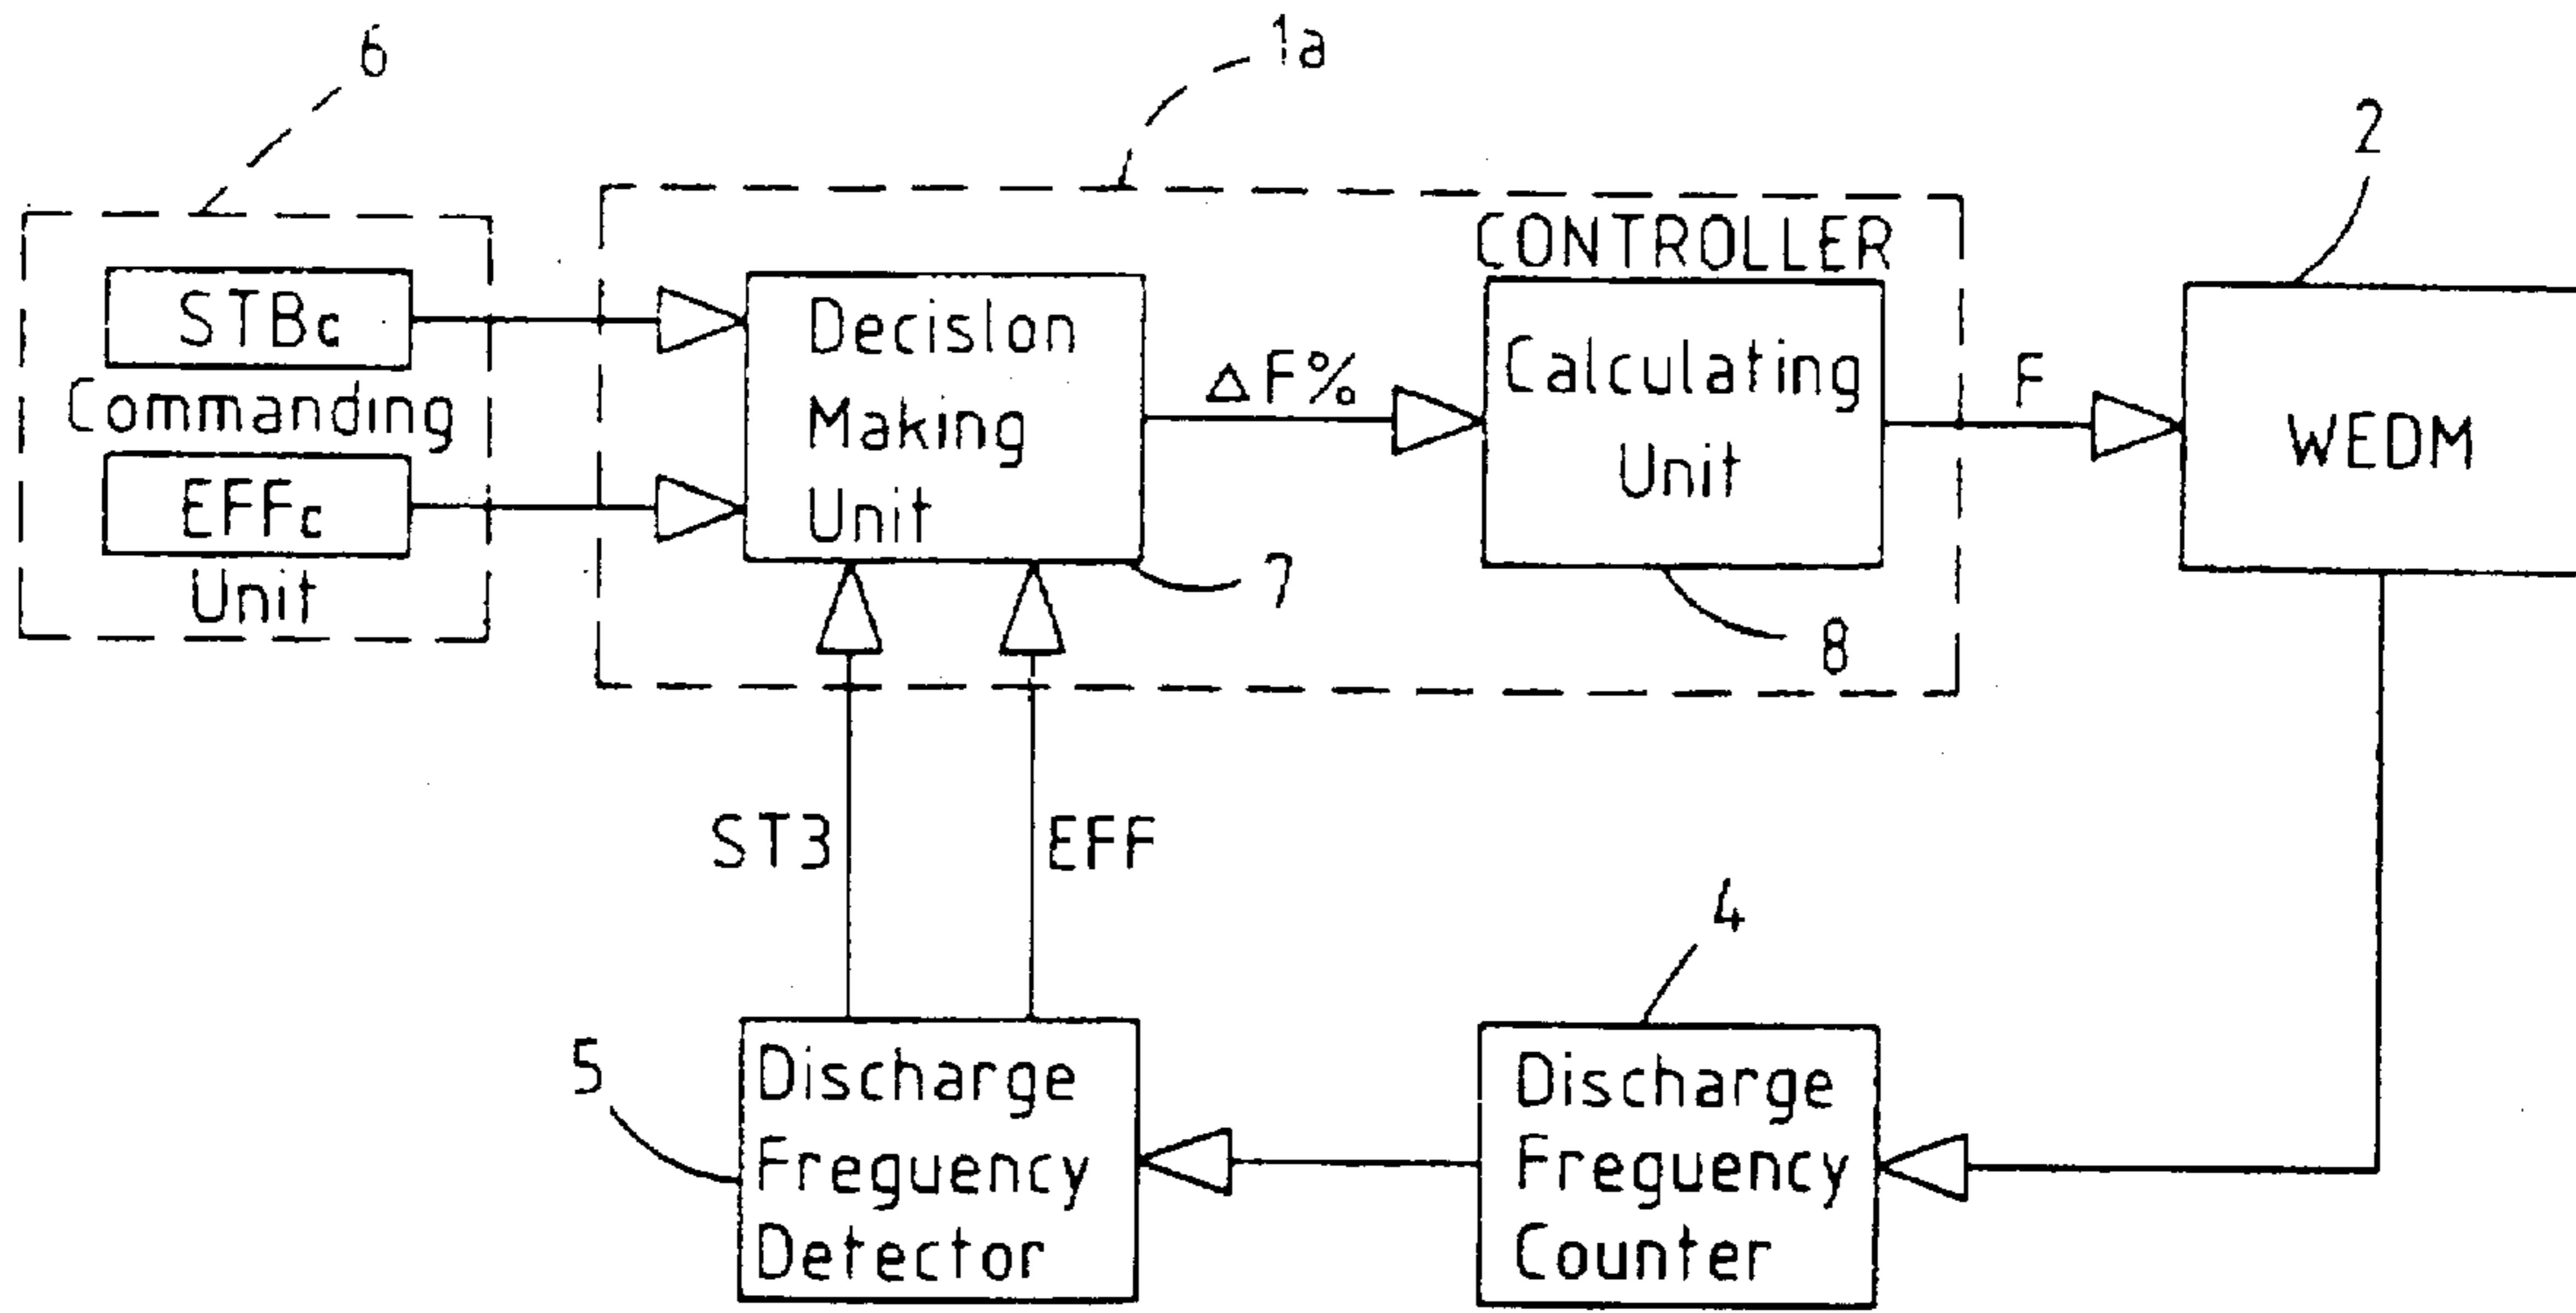 6
1a
2
CONTROLLER
STBc
Commanding
EFFc
Unit
Decision
Making
Unit
7
ΔF%
Calculating
Unit
8
F
WEDM
ST3
EFF
4
5
Discharge
Freguency
Detector
Discharge
Freguency
Counter